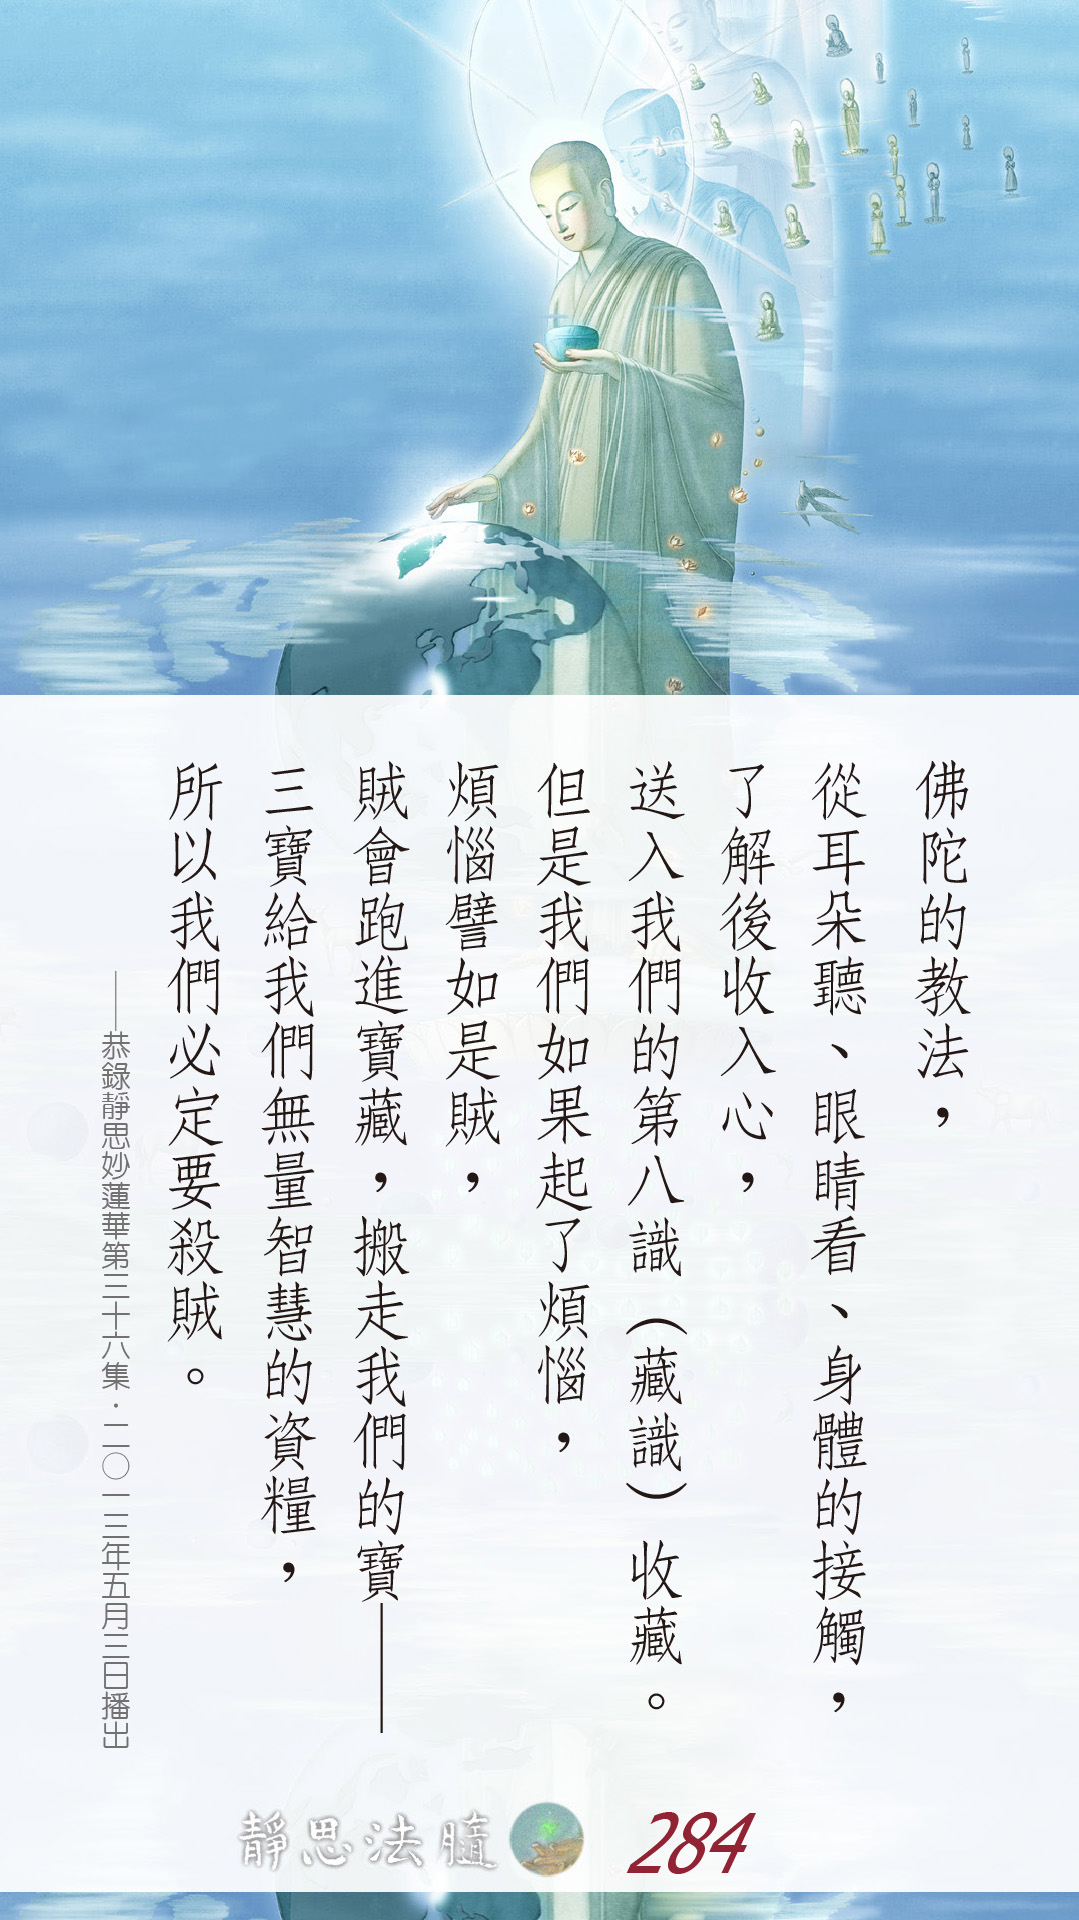 佛陀的教法，
從耳朵聽、眼睛看、身體的接觸，
了解後收入心，
送入我們的第八識（藏識）收藏。
但是我們如果起了煩惱，
煩惱譬如是賊，
賊會跑進寶藏，搬走我們的寶——
三寶給我們無量智慧的資糧，
所以我們必定要殺賊。
——恭錄靜思妙蓮華第三十六集．二〇一三年五月三日播出
靜思法髓
284